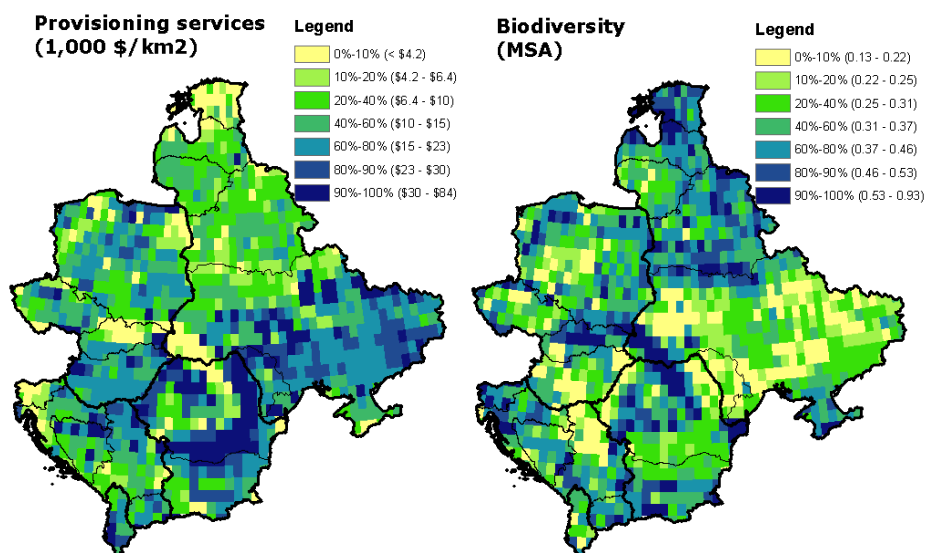 Provisioning services
(1,000 $/km2)
Legend
0%-10% (< $4.2)
10%-20% ($4.2 - $6.4)
20%-40% ($6.4 - $10)
40%-60% ($10 - $15)
60%-80% ($15 - $23)
80%-90% ($23 - $30)
90%-100% ($30 - $84)
Biodiversity
(MSA)
Legend
0%-10% (0.13 - 0.22)
10%-20% (0.22 - 0.25)
20%-40% (0.25 - 0.31)
40%-60% (0.31 - 0.37)
60%-80% (0.37 - 0.46)
80%-90% (0.46 - 0.53)
90%-100% (0.53 - 0.93)